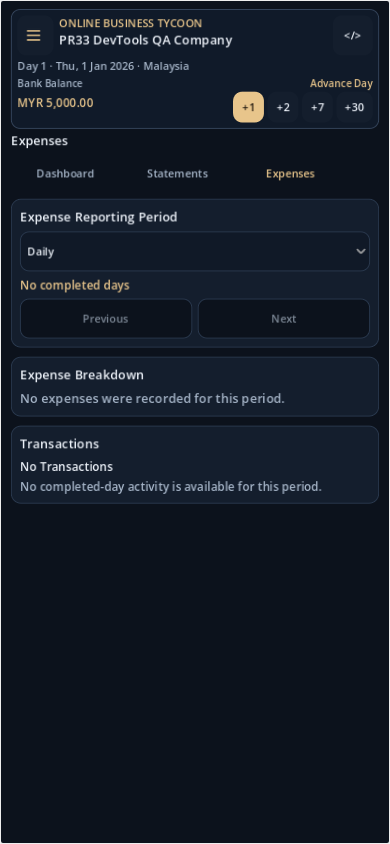 ONLINE BUSINESS TYCOON
PR33 DevTools QA Company
</>
Day 1 · Thu, 1 Jan 2026 · Malaysia
Bank Balance
Advance Day
MYR 5,000.00
+1 +2 +7 +30
Expenses
Dashboard Statements Expenses
Expense Reporting Period
Daily
No completed days
Previous Next
Expense Breakdown
No expenses were recorded for this period.
Transactions
No Transactions
No completed-day activity is available for this period.